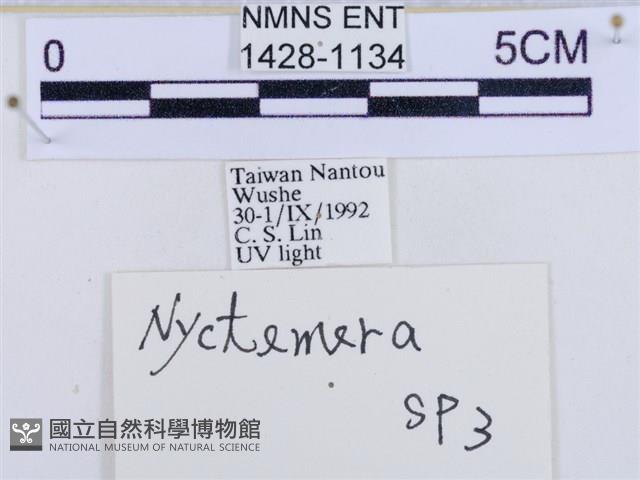 NMNS ENT
1428-1134
0 5CM
Taiwan Nantou
Wushe
30-1/IX/1992
C. S. Lin
UV light
Nyctemera
SP3
國立自然科學博物館
NATIONAL MUSEUM OF NATURAL SCIENCE